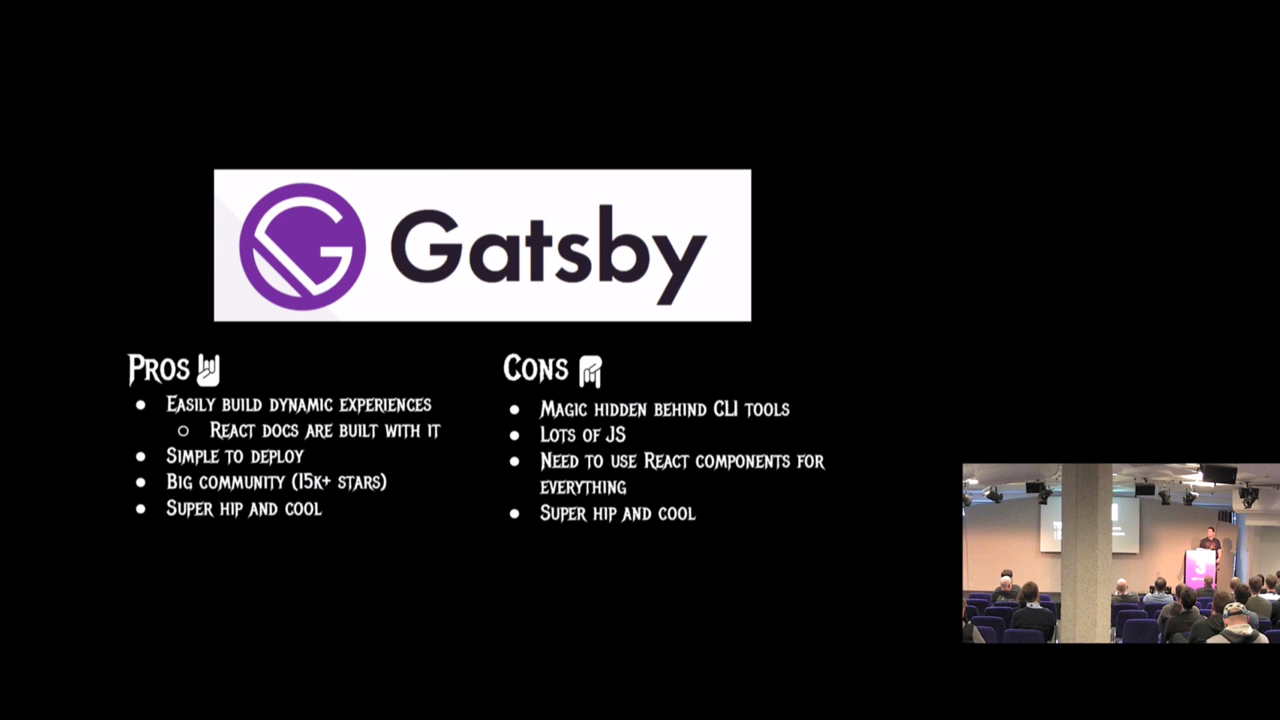 Gatsby
Pros
Easily build dynamic experiences
React docs are built with it
Simple to deploy
Big community (15k+ stars)
Super hip and cool
Cons
Magic hidden behind CLI tools
Lots of JS
Need to use React components for
everything
Super hip and cool